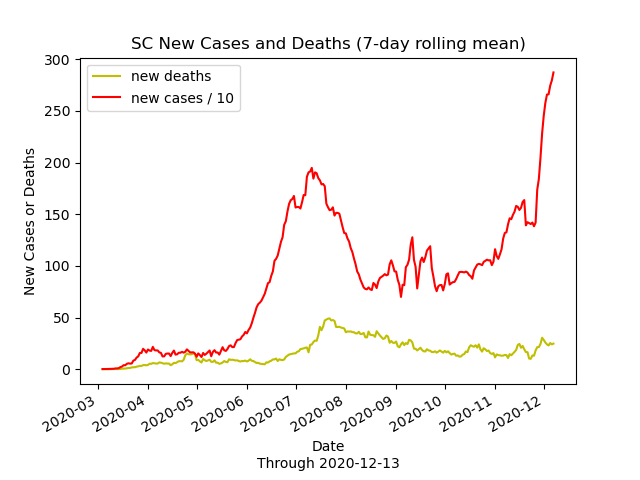 SC New Cases and Deaths (7-day rolling mean)
new deaths
new cases / 10
300
250
200
150
100
50
0
New Cases or Deaths
2020-03
2020-04
2020-05
2020-06
2020-07
2020-08
2020-09
2020-10
2020-11
2020-12
Date
Through 2020-12-13